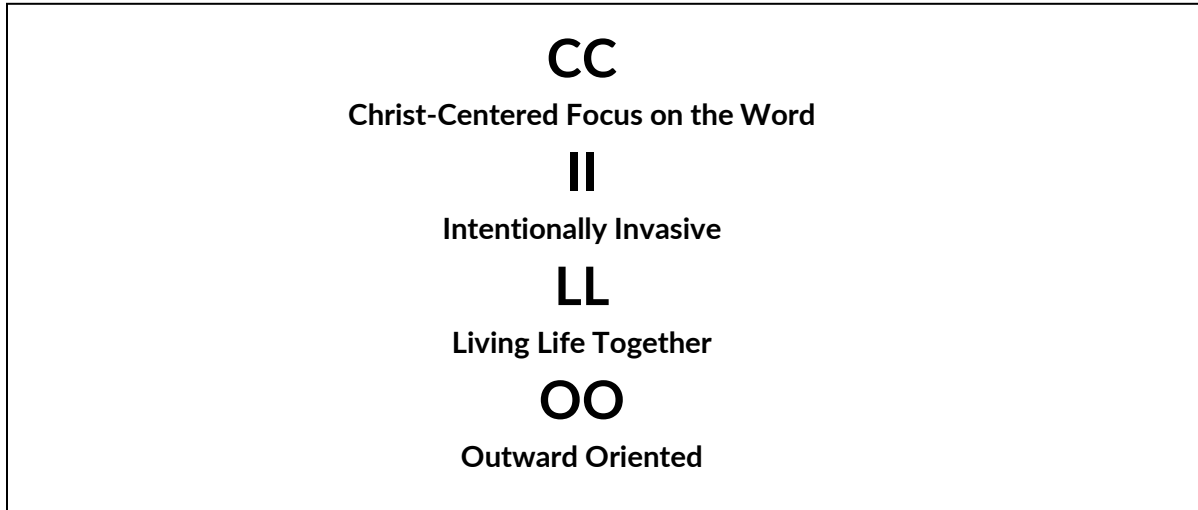 CC
Christ-Centered Focus on the Word
II
Intentionally Invasive
LL
Living Life Together
OO
Outward Oriented